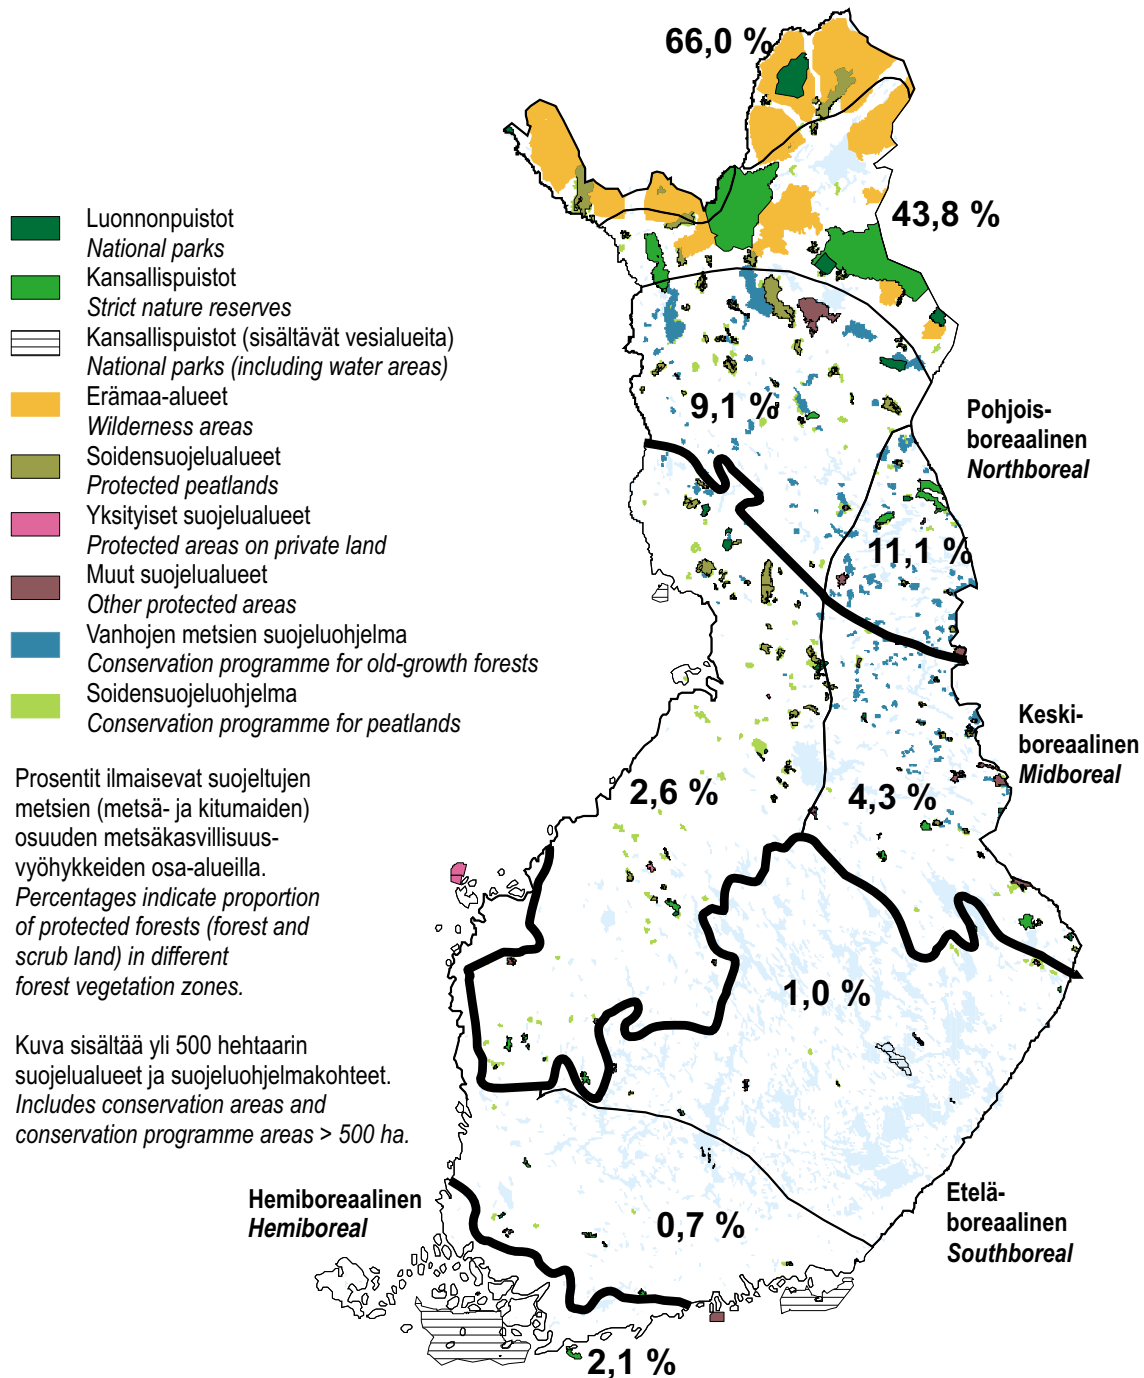 66,0 %
43,8 %
Luonnonpuistot
National parks
Kansallispuistot
Strict nature reserves
Kansallispuistot (sisältävät vesialueita)
National parks (including water areas)
Erämaa-alueet
Wilderness areas
Soidensuojelualueet
Protected peatlands
Yksityiset suojelualueet
Protected areas on private land
Muut suojelualueet
Other protected areas
Vanhojen metsien suojeluohjelma
Conservation programme for old-growth forests
Soidensuojeluohjelma
Conservation programme for peatlands
9,1 %
Pohjois-
boreaalinen
Northboreal
11,1 %
Keski-
boreaalinen
Midboreal
2,6 %
4,3 %
Prosentit ilmaisevat suojeltujen
metsien (metsä- ja kitumaiden)
osuuden metsäkasvillisuus-
vyöhykkeiden osa-alueilla.
Percentages indicate proportion
of protected forests (forest and
scrub land) in different
forest vegetation zones.
1,0 %
Kuva sisältää yli 500 hehtaarin
suojelualueet ja suojeluohjelmakohteet.
Includes conservation areas and
conservation programme areas > 500 ha.
Hemiboreaalinen
Hemiboreal
0,7 %
Etelä-
boreaalinen
Southboreal
2,1 %